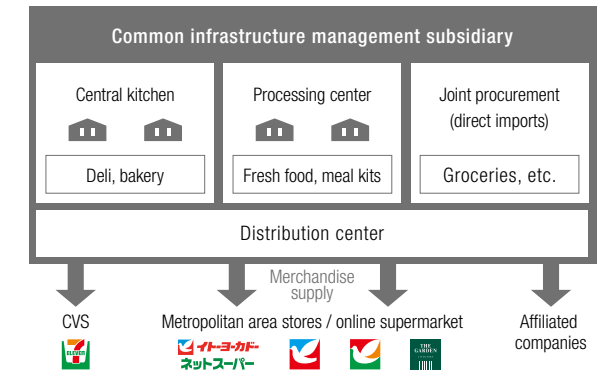 Common infrastructure management subsidiary
Central kitchen
Processing center
Joint procurement
(direct imports)
Deli, bakery
Fresh food, meal kits
Groceries, etc.
Distribution center
Merchandise
supply
CVS
Metropolitan area stores / online supermarket
Affiliated
companies
ELEVEN
イトーヨーカドー
ネットスーパー
THE
GARDEN